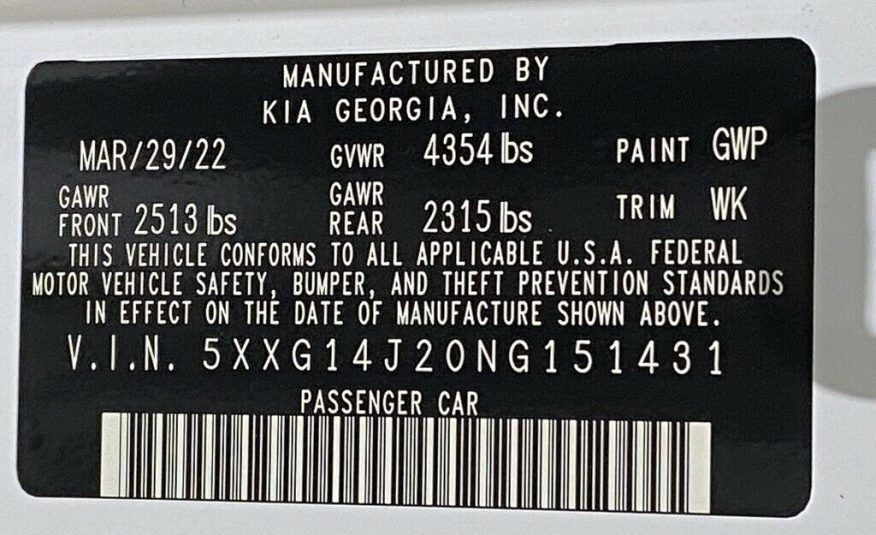 MANUFACTURED BY
KIA GEORGIA, INC.
MAR/29/22 GVWR 4354 lbs PAINT GWP
GAWR FRONT 2513 lbs GAWR REAR 2315 lbs TRIM WK
THIS VEHICLE CONFORMS TO ALL APPLICABLE U.S.A. FEDERAL
MOTOR VEHICLE SAFETY, BUMPER, AND THEFT PREVENTION STANDARDS
IN EFFECT ON THE DATE OF MANUFACTURE SHOWN ABOVE.
V.I.N. 5XXG14J20NG151431
PASSENGER CAR